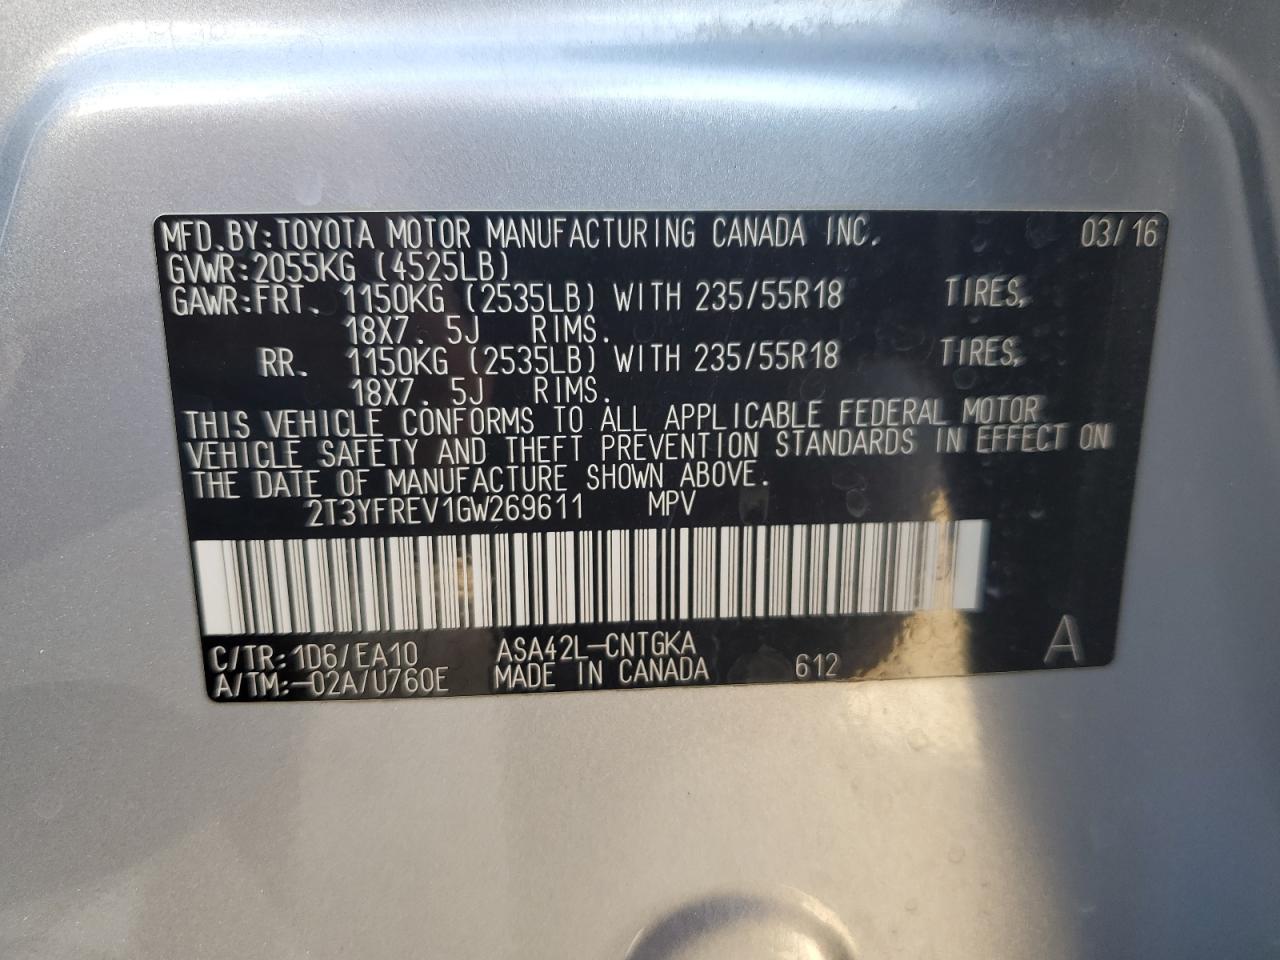 MFD.BY:TOYOTA MOTOR MANUFACTURING CANADA INC. 03/16
GVWR:2055KG (4525LB)
GAWR:FRT. 1150KG (2535LB) WITH 235/55R18 TIRES,
18X7. 5J RIMS.
RR. 1150KG (2535LB) WITH 235/55R18 TIRES,
18X7. 5J RIMS.
THIS VEHICLE CONFORMS TO ALL APPLICABLE FEDERAL MOTOR
VEHICLE SAFETY AND THEFT PREVENTION STANDARDS IN EFFECT ON
THE DATE OF MANUFACTURE SHOWN ABOVE.
2T3YFREV1GW269611 MPV
C/TR:1D6/EA10 ASA42L-CNTGKA
A/TM:-02A/U760E MADE IN CANADA 612 A